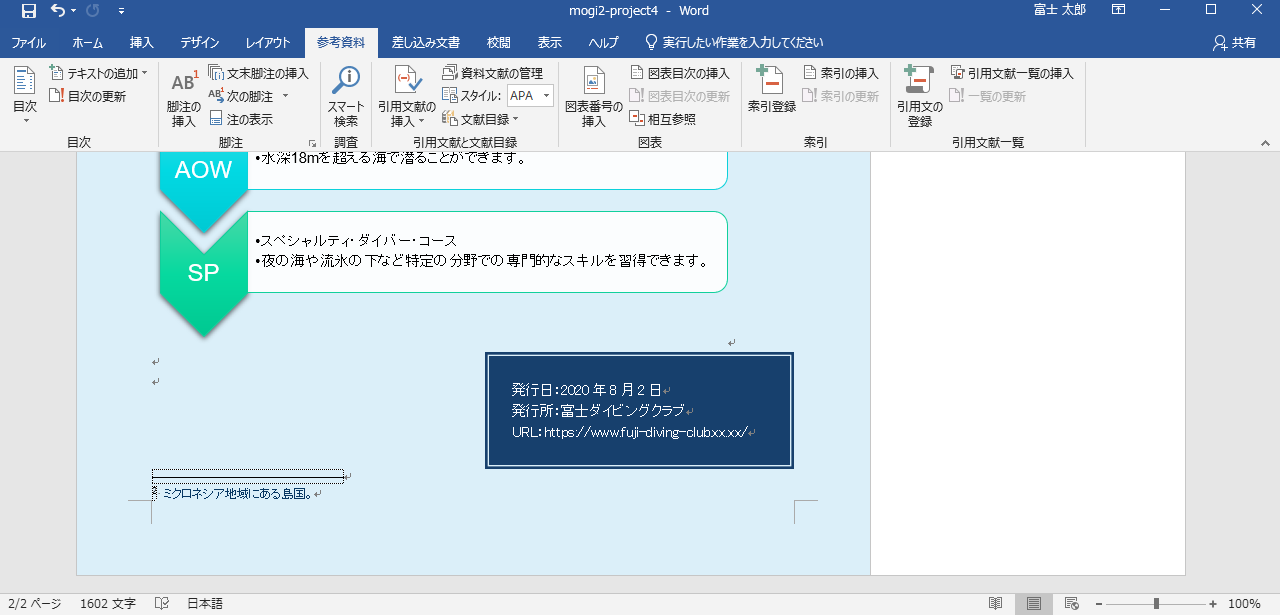 mogi2-project4 - Word
富士 太郎
ファイル ホーム 挿入 デザイン レイアウト 参考資料 差し込み文書 校閲 表示 ヘルプ 実行したい作業を入力してください 共有
目次
テキストの追加
目次の更新
目次
AB1
脚注の
挿入
文末脚注の挿入
AB1 次の脚注
注の表示
脚注
スマート
検索
調査
引用文献の
挿入
資料文献の管理
スタイル: APA
文献目録
引用文献と文献目録
図表番号の
挿入
図表目次の挿入
図表目次の更新
相互参照
図表
索引登録
索引の挿入
索引の更新
索引
引用文の
登録
引用文献一覧の挿入
一覧の更新
引用文献一覧
AOW
•水深18mを超える海で潜ることができます。
SP
•スペシャルティ・ダイバー・コース
•夜の海や流氷の下など特定の分野での専門的なスキルを習得できます。
発行日:2020年8月2日
発行所:富士ダイビングクラブ
URL:https://www.fuji-diving-club.xx.xx/
ミクロネシア地域にある島国。
2/2 ページ 1602 文字 日本語 100%